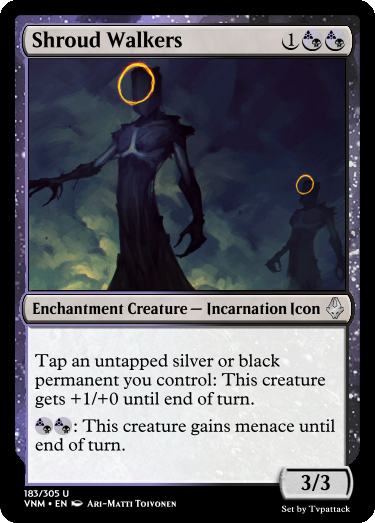 Shroud Walkers 1
Enchantment Creature — Incarnation Icon
Tap an untapped silver or black
permanent you control: This creature
gets +1/+0 until end of turn.
: This creature gains menace until
end of turn.
3/3
183/305 U
VNM • EN Ari-Matti Toivonen
Set by Tvpattack